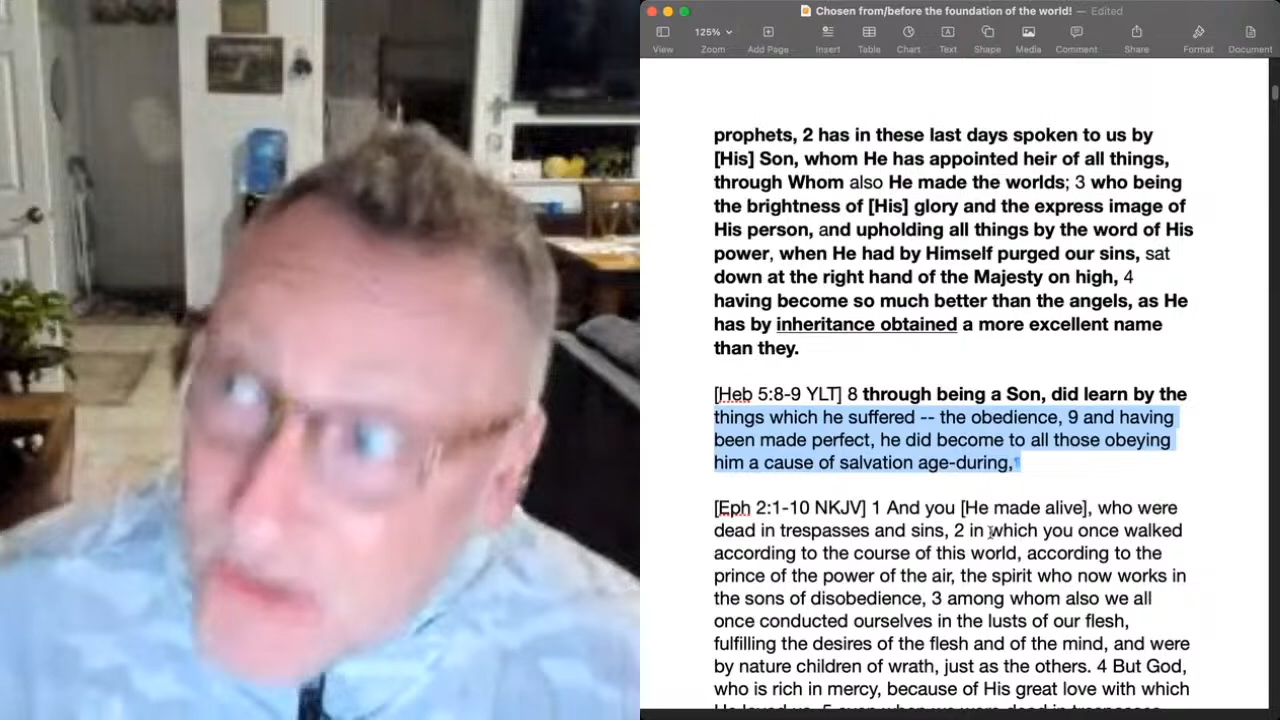 Chosen from/before the foundation of the world! — Edited
125%
View Zoom Add Page Insert Table Chart Text Shape Media Comment Share Format Document
prophets, 2 has in these last days spoken to us by
[His] Son, whom He has appointed heir of all things,
through Whom also He made the worlds; 3 who being
the brightness of [His] glory and the express image of
His person, and upholding all things by the word of His
power, when He had by Himself purged our sins, sat
down at the right hand of the Majesty on high, 4
having become so much better than the angels, as He
has by inheritance obtained a more excellent name
than they.
[Heb 5:8-9 YLT] 8 through being a Son, did learn by the
things which he suffered -- the obedience, 9 and having
been made perfect, he did become to all those obeying
him a cause of salvation age-during,
[Eph 2:1-10 NKJV] 1 And you [He made alive], who were
dead in trespasses and sins, 2 in which you once walked
according to the course of this world, according to the
prince of the power of the air, the spirit who now works in
the sons of disobedience, 3 among whom also we all
once conducted ourselves in the lusts of our flesh,
fulfilling the desires of the flesh and of the mind, and were
by nature children of wrath, just as the others. 4 But God,
who is rich in mercy, because of His great love with which
He loved us, 5 even when we were dead in trespasses